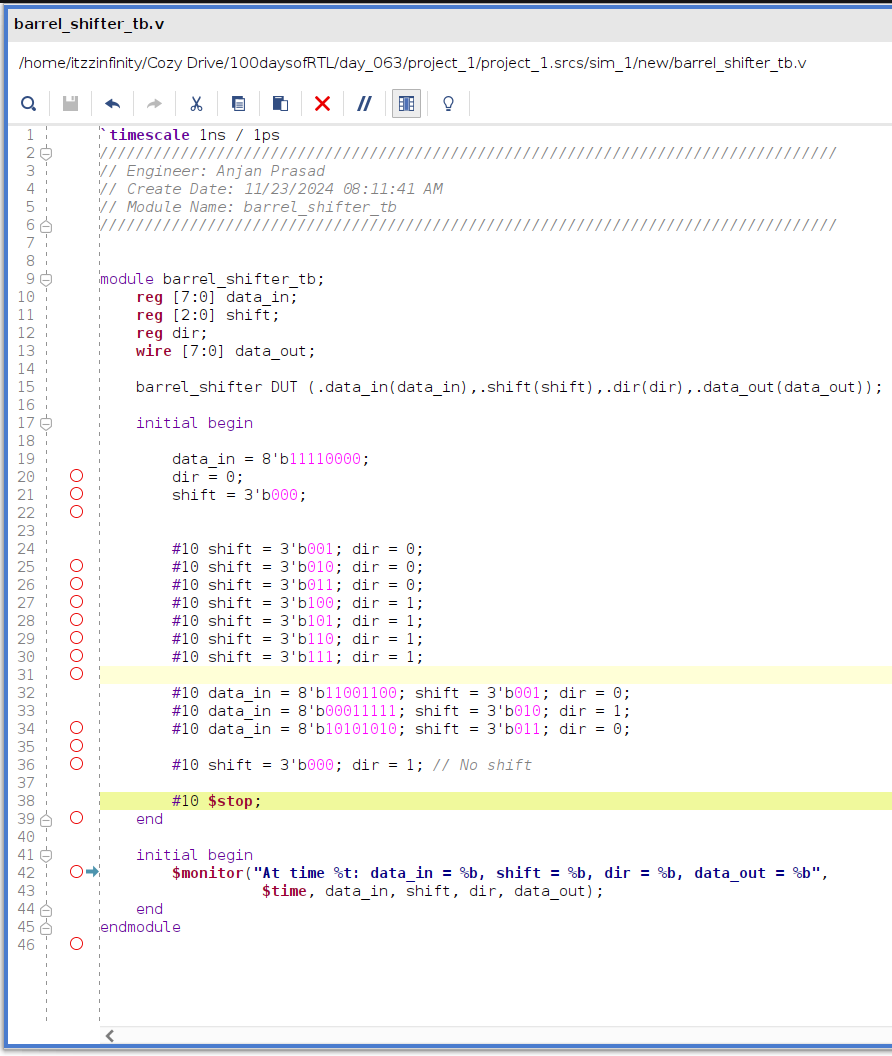 barrel_shifter_tb.v
/home/itzzinfinity/Cozy Drive/100daysofRTL/day_063/project_1/project_1.srcs/sim_1/new/barrel_shifter_tb.v
1 `timescale 1ns / 1ps
2 //////////////////////////////////////////////////////////////////////////////////
3 // Engineer: Anjan Prasad
4 // Create Date: 11/23/2024 08:11:41 AM
5 // Module Name: barrel_shifter_tb
6 //////////////////////////////////////////////////////////////////////////////////
7
8
9 module barrel_shifter_tb;
10     reg [7:0] data_in;
11     reg [2:0] shift;
12     reg dir;
13     wire [7:0] data_out;
14
15     barrel_shifter DUT (.data_in(data_in),.shift(shift),.dir(dir),.data_out(data_out));
16
17     initial begin
18
19         data_in = 8'b11110000;
20         dir = 0;
21         shift = 3'b000;
22
23
24         #10 shift = 3'b001; dir = 0;
25         #10 shift = 3'b010; dir = 0;
26         #10 shift = 3'b011; dir = 0;
27         #10 shift = 3'b100; dir = 1;
28         #10 shift = 3'b101; dir = 1;
29         #10 shift = 3'b110; dir = 1;
30         #10 shift = 3'b111; dir = 1;
31
32         #10 data_in = 8'b11001100; shift = 3'b001; dir = 0;
33         #10 data_in = 8'b00011111; shift = 3'b010; dir = 1;
34         #10 data_in = 8'b10101010; shift = 3'b011; dir = 0;
35
36         #10 shift = 3'b000; dir = 1; // No shift
37
38         #10 $stop;
39     end
40
41     initial begin
42         $monitor("At time %t: data_in = %b, shift = %b, dir = %b, data_out = %b",
43                   $time, data_in, shift, dir, data_out);
44     end
45 endmodule
46